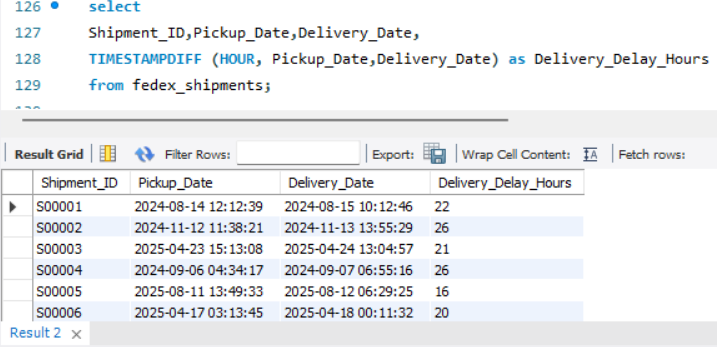 126 select
127 Shipment_ID,Pickup_Date,Delivery_Date,
128 TIMESTAMPDIFF (HOUR, Pickup_Date,Delivery_Date) as Delivery_Delay_Hours
129 from fedex_shipments;
Result Grid Filter Rows: Export: Wrap Cell Content: Fetch rows:
Shipment_ID Pickup_Date Delivery_Date Delivery_Delay_Hours
S00001 2024-08-14 12:12:39 2024-08-15 10:12:46 22
S00002 2024-11-12 11:38:21 2024-11-13 13:55:29 26
S00003 2025-04-23 15:13:08 2025-04-24 13:04:57 21
S00004 2024-09-06 04:34:17 2024-09-07 06:55:16 26
S00005 2025-08-11 13:49:33 2025-08-12 06:29:25 16
S00006 2025-04-17 03:13:45 2025-04-18 00:11:32 20
Result 2